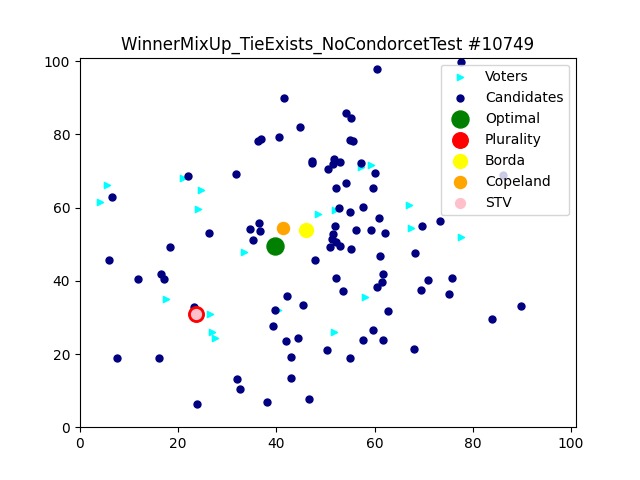 WinnerMixUp_TieExists_NoCondorcetTest #10749
Voters
Candidates
Optimal
Plurality
Borda
Copeland
STV
100
80
60
40
20
0
0 20 40 60 80 100